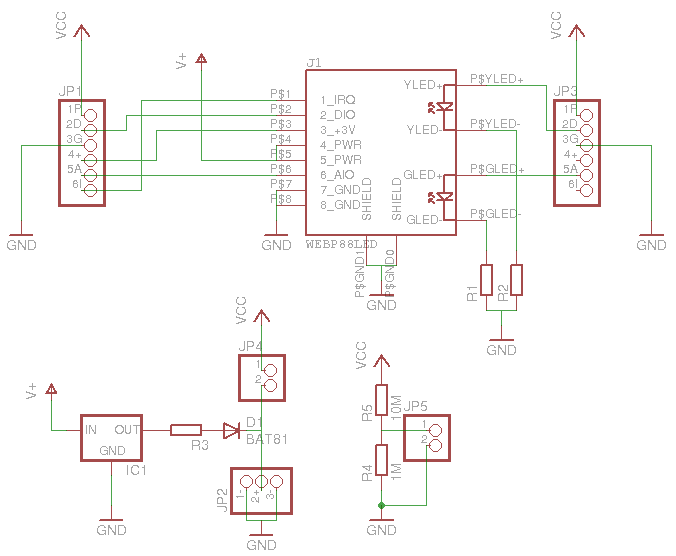 VCC
V+
VCC
J1
JP1
JP3
1P
2D
3G
4+
5A
6I
P$1
P$2
P$3
P$4
P$5
P$6
P$7
P$8
1_IRQ
2_DIO
3_+3V
4_PWR
5_PWR
6_AIO
7_GND
8_GND
SHIELD
SHIELD
YLED+
YLED-
GLED+
GLED-
P$YLED+
P$YLED-
P$GLED+
P$GLED-
1P
2D
3G
4+
5A
6I
GND
GND
WEBP88LED
P$GND1
P$GND0
GND
GND
R1
R2
GND
VCC
JP4
1
2
V+
IN
OUT
GND
IC1
R3
D1
BAT81
JP2
1-
2+
3-
GND
GND
VCC
R5
10M
JP5
1
2
R4
1M
GND